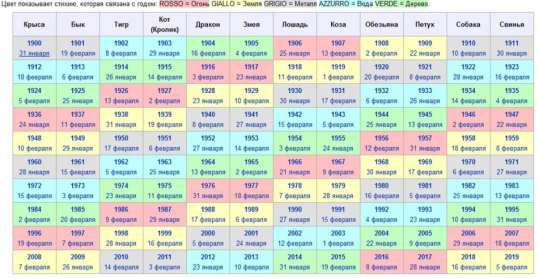 Цвет показывает стихию, которая связана с годом: ROSSO = Огонь GIALLO = Земля GRIGIO = Металл AZZURRO = Вода VERDE = Дерево.
Крыса Бык Тигр Кот (Кролик) Дракон Змея Лошадь Коза Обезьяна Петух Собака Свинья
1900 1901 1902 1903 1904 1905 1906 1907 1908 1909 1910 1911
31 января 19 февраля 8 февраля 29 января 16 февраля 4 февраля 25 января 13 февраля 2 февраля 22 января 10 февраля 30 января
1912 1913 1914 1915 1916 1917 1918 1919 1920 1921 1922 1923
18 февраля 6 февраля 26 января 14 февраля 3 февраля 23 января 11 февраля 1 февраля 20 февраля 8 февраля 28 января 16 февраля
1924 1925 1926 1927 1928 1929 1930 1931 1932 1933 1934 1935
5 февраля 25 января 13 февраля 2 февраля 23 января 10 февраля 30 января 17 февраля 6 февраля 26 января 14 февраля 4 февраля
1936 1937 1938 1939 1940 1941 1942 1943 1944 1945 1946 1947
24 января 11 февраля 31 января 19 февраля 8 февраля 27 января 15 февраля 5 февраля 25 января 13 февраля 2 февраля 22 января
1948 1949 1950 1951 1952 1953 1954 1955 1956 1957 1958 1959
10 февраля 29 января 17 февраля 6 февраля 27 января 14 февраля 3 февраля 24 января 12 февраля 31 января 18 февраля 8 февраля
1960 1961 1962 1963 1964 1965 1966 1967 1968 1969 1970 1971
28 января 15 февраля 5 февраля 25 января 13 февраля 2 февраля 21 января 9 февраля 30 января 17 февраля 6 февраля 27 января
1972 1973 1974 1975 1976 1977 1978 1979 1980 1981 1982 1983
15 февраля 3 февраля 23 января 11 февраля 31 января 18 февраля 7 февраля 28 января 16 февраля 5 февраля 25 января 13 февраля
1984 1985 1986 1987 1988 1989 1990 1991 1992 1993 1994 1995
2 февраля 20 февраля 9 февраля 29 января 17 февраля 6 февраля 27 января 15 февраля 4 февраля 23 января 10 февраля 31 января
1996 1997 1998 1999 2000 2001 2002 2003 2004 2005 2006 2007
19 февраля 7 февраля 28 января 16 февраля 5 февраля 24 января 12 февраля 1 февраля 22 января 9 февраля 29 января 18 февраля
2008 2009 2010 2011 2012 2013 2014 2015 2016 2017 2018 2019
7 февраля 26 января 14 февраля 3 февраля 23 января 10 февраля 31 января 19 февраля 8 февраля 28 января 16 февраля 5 февраля